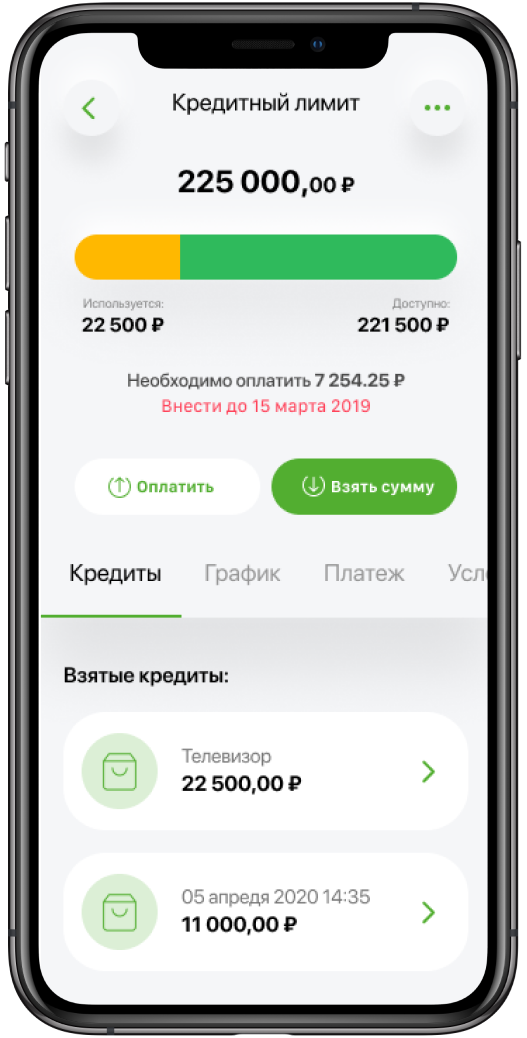 Кредитный лимит
225 000,00 ₽
Используется: Доступно:
22 500 ₽ 221 500 ₽
Необходимо оплатить 7 254.25 ₽
Внести до 15 марта 2019
Оплатить Взять сумму
Кредиты График Платеж Усло
Взятые кредиты:
Телевизор
22 500,00 ₽
05 апредя 2020 14:35
11 000,00 ₽